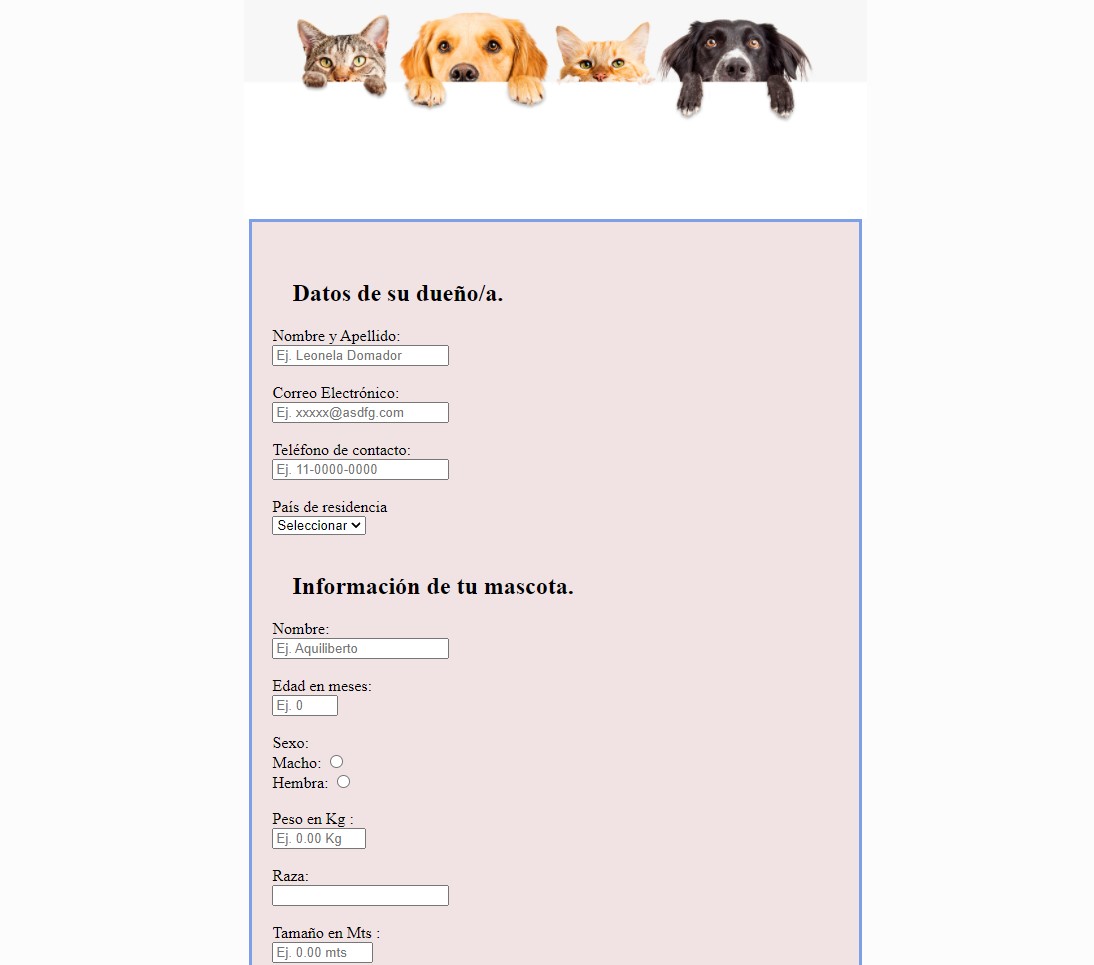 Datos de su dueño/a.
Nombre y Apellido:
Ej. Leonela Domador
Correo Electrónico:
Ej. xxxxx@asdfg.com
Teléfono de contacto:
Ej. 11-0000-0000
País de residencia
Seleccionar
Información de tu mascota.
Nombre:
Ej. Aquiliberto
Edad en meses:
Ej. 0
Sexo:
Macho:
Hembra:
Peso en Kg :
Ej. 0.00 Kg
Raza:
Tamaño en Mts :
Ej. 0.00 mts